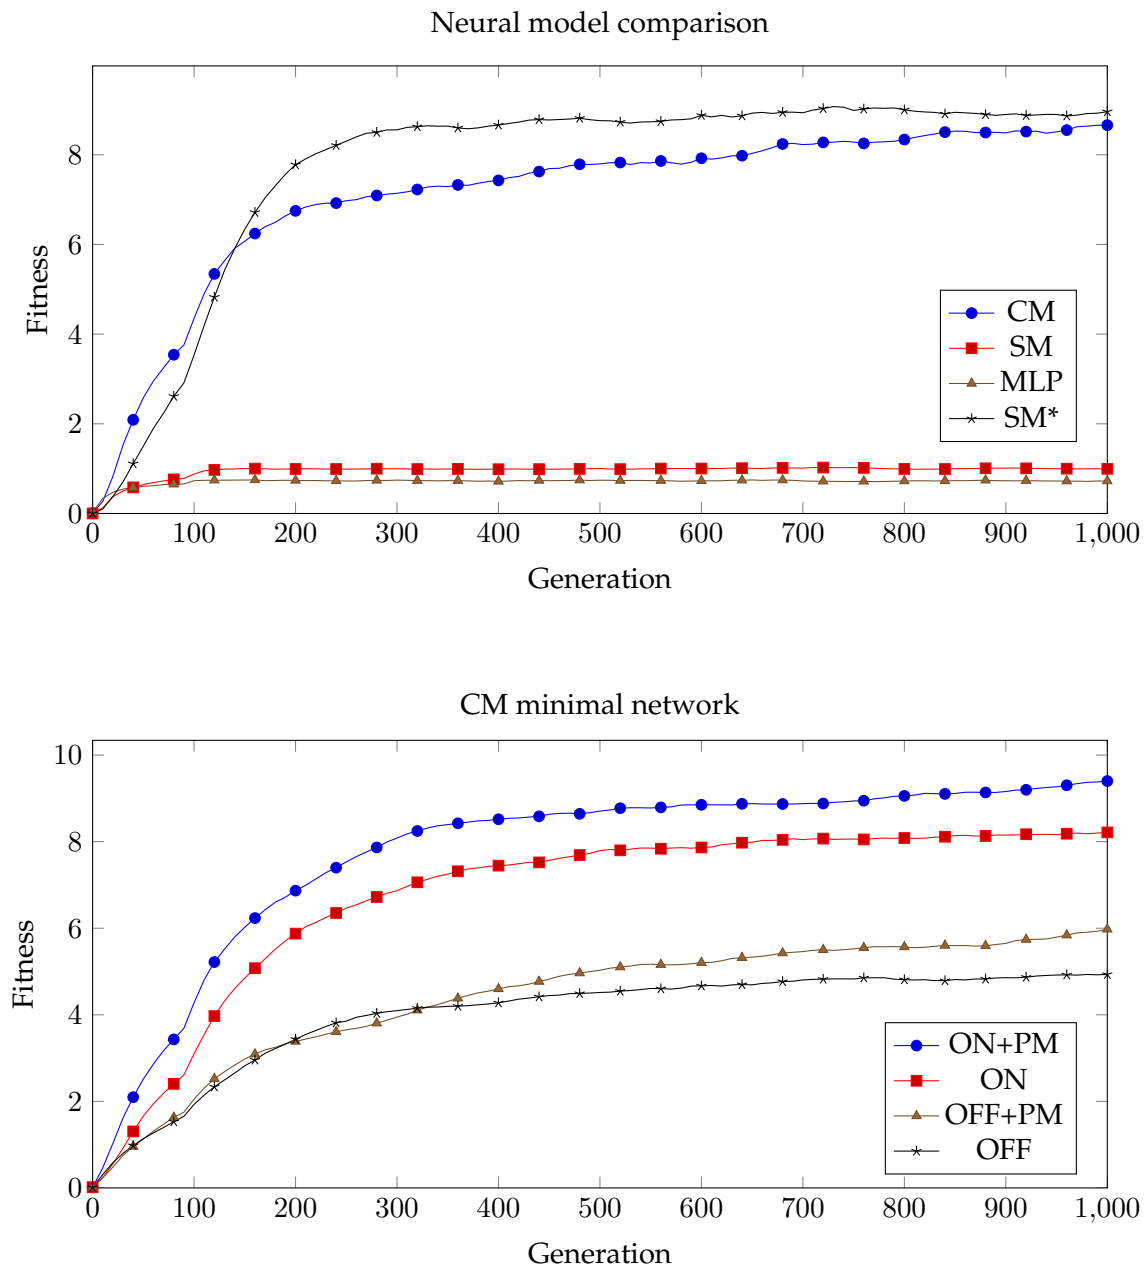 Neural model comparison
8
6
4
2
0
Fitness
CM
SM
MLP
SM*
0 100 200 300 400 500 600 700 800 900 1,000
Generation
CM minimal network
10
8
6
4
2
0
Fitness
ON+PM
ON
OFF+PM
OFF
0 100 200 300 400 500 600 700 800 900 1,000
Generation